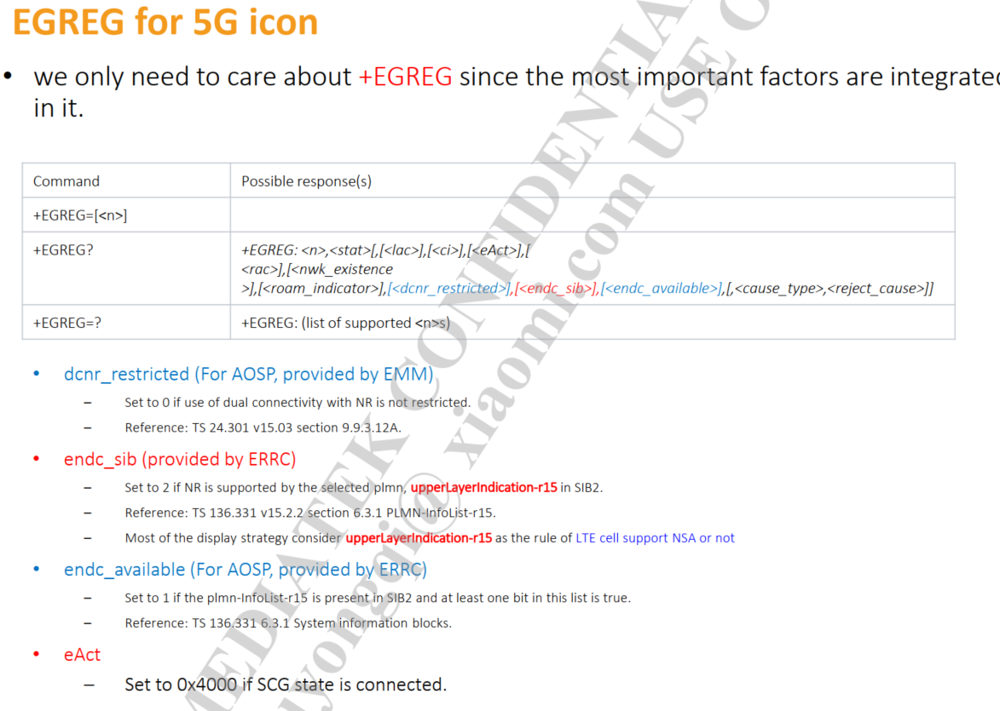 EGREG for 5G icon
• we only need to care about +EGREG since the most important factors are integrated
in it.
Command Possible response(s)
+EGREG=[<n>]
+EGREG? +EGREG: <n>,<stat>[,[<lac>],[<ci>],[<eAct>],[
<rac>],[<nwk_existence
>],[<roam_indicator>],[<dcnr_restricted>],[<endc_sib>],[<endc_available>],[,<cause_type>,<reject_cause>]]
+EGREG=? +EGREG: (list of supported <n>s)
• dcnr_restricted (For AOSP, provided by EMM)
– Set to 0 if use of dual connectivity with NR is not restricted.
– Reference: TS 24.301 v15.03 section 9.9.3.12A.
• endc_sib (provided by ERRC)
– Set to 2 if NR is supported by the selected plmn, upperLayerIndication-r15 in SIB2.
– Reference: TS 136.331 v15.2.2 section 6.3.1 PLMN-InfoList-r15.
– Most of the display strategy consider upperLayerIndication-r15 as the rule of LTE cell support NSA or not
• endc_available (For AOSP, provided by ERRC)
– Set to 1 if the plmn-InfoList-r15 is present in SIB2 and at least one bit in this list is true.
– Reference: TS 136.331 6.3.1 System information blocks.
• eAct
– Set to 0x4000 if SCG state is connected.
MEDIATEK CONFIDENTIA
yongqi@xiaomi.com USE O